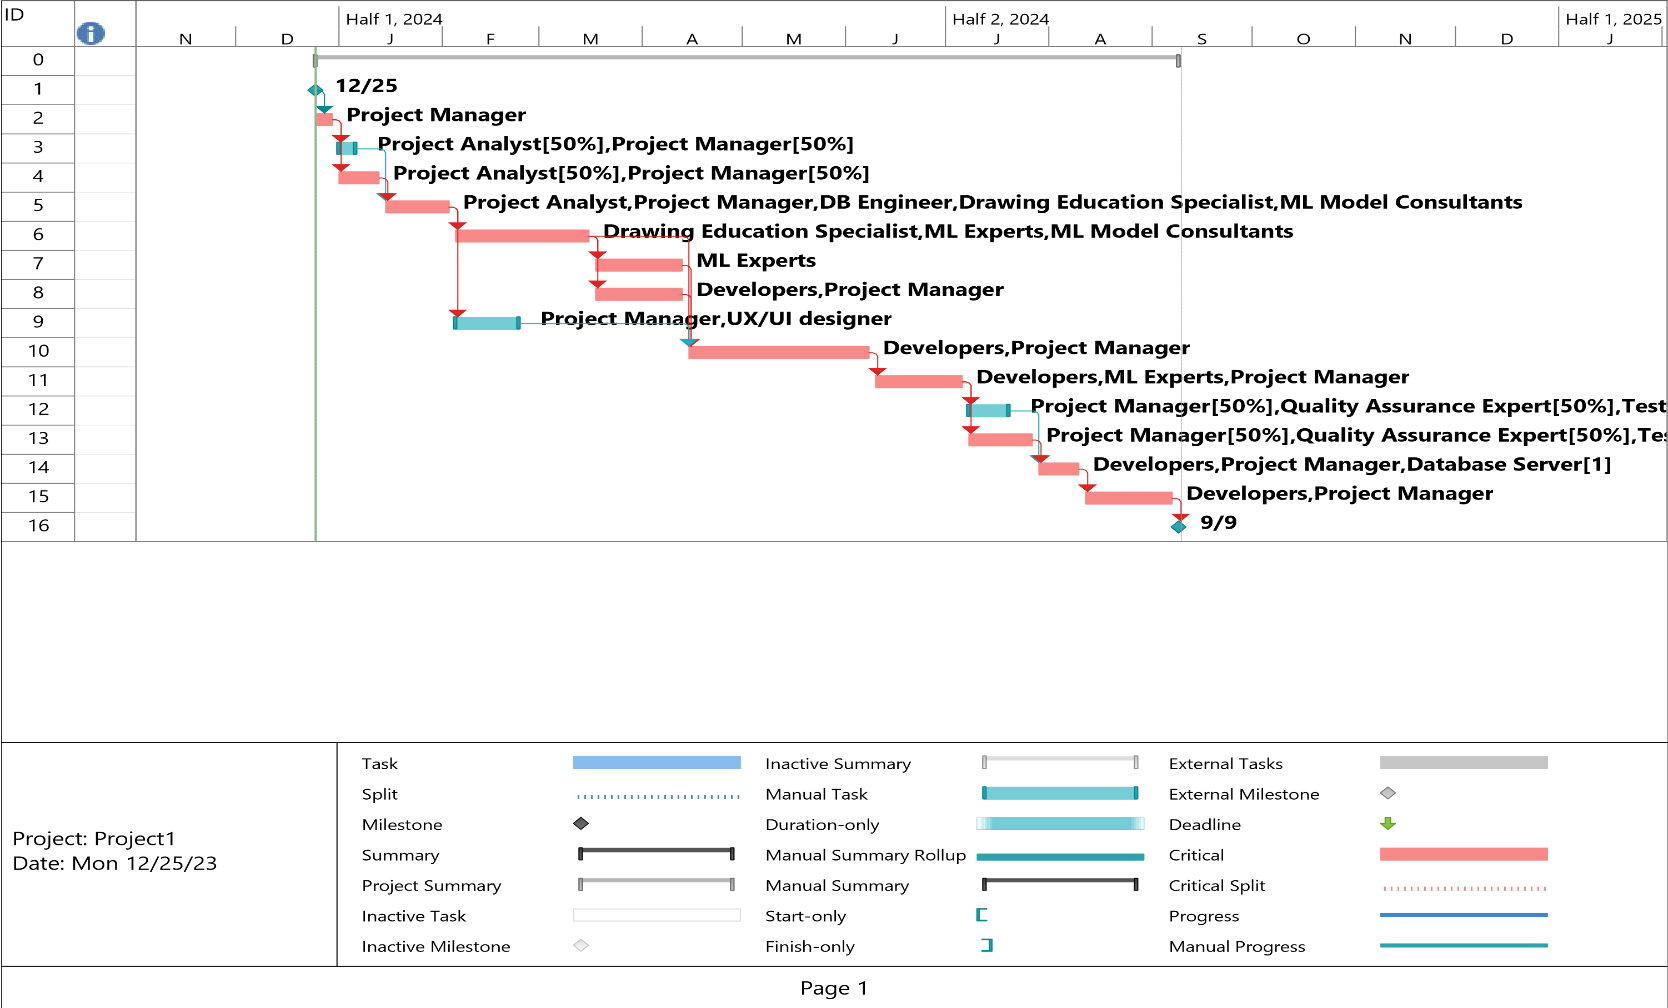 ID
Half 1, 2024 Half 2, 2024 Half 1, 2025
N D J F M A M J J A S O N D J
0
1 12/25
2 Project Manager
3 Project Analyst[50%],Project Manager[50%]
4 Project Analyst[50%],Project Manager[50%]
5 Project Analyst,Project Manager,DB Engineer,Drawing Education Specialist,ML Model Consultants
6 Drawing Education Specialist,ML Experts,ML Model Consultants
7 ML Experts
8 Developers,Project Manager
9 Project Manager,UX/UI designer
10 Developers,Project Manager
11 Developers,ML Experts,Project Manager
12 Project Manager[50%],Quality Assurance Expert[50%],Test
13 Project Manager[50%],Quality Assurance Expert[50%],Tes
14 Developers,Project Manager,Database Server[1]
15 Developers,Project Manager
16 9/9
Project: Project1
Date: Mon 12/25/23
Task Inactive Summary External Tasks
Split Manual Task External Milestone
Milestone Duration-only Deadline
Summary Manual Summary Rollup Critical
Project Summary Manual Summary Critical Split
Inactive Task Start-only Progress
Inactive Milestone Finish-only Manual Progress
Page 1